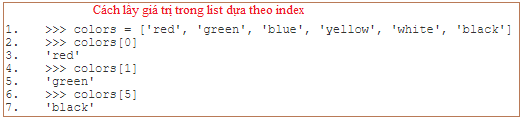 Cách lấy giá trị trong list dựa theo index
1. >>> colors = ['red', 'green', 'blue', 'yellow', 'white', 'black']
2. >>> colors[0]
3. 'red'
4. >>> colors[1]
5. 'green'
6. >>> colors[5]
7. 'black'